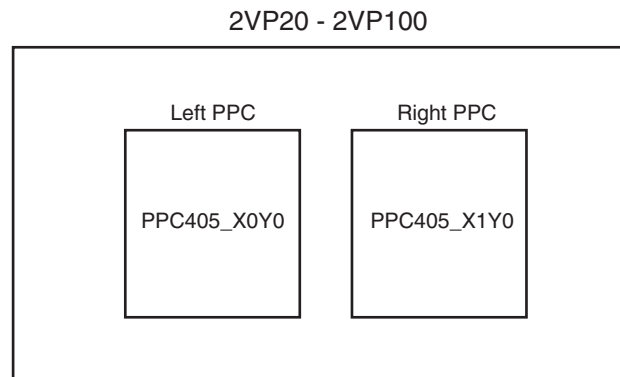 2VP20 - 2VP100
Left PPC
Right PPC
PPC405_X0Y0
PPC405_X1Y0